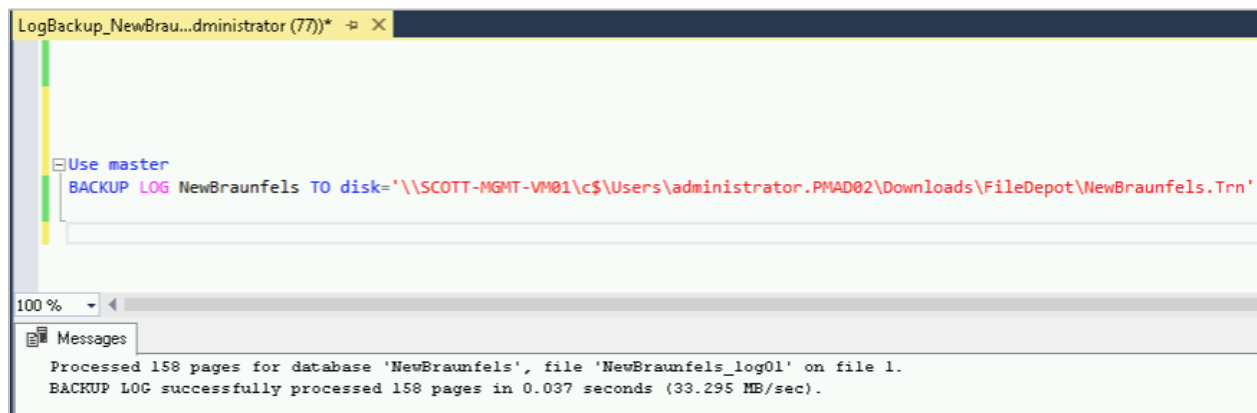 LogBackup_NewBrau...dministrator (77))*
Use master
BACKUP LOG NewBraunfels TO disk='\\SCOTT-MGMT-VM01\c$\Users\administrator.PMAD02\Downloads\FileDepot\NewBraunfels.Trn'
100 %
Messages
Processed 158 pages for database 'NewBraunfels', file 'NewBraunfels_log01' on file 1.
BACKUP LOG successfully processed 158 pages in 0.037 seconds (33.295 MB/sec).